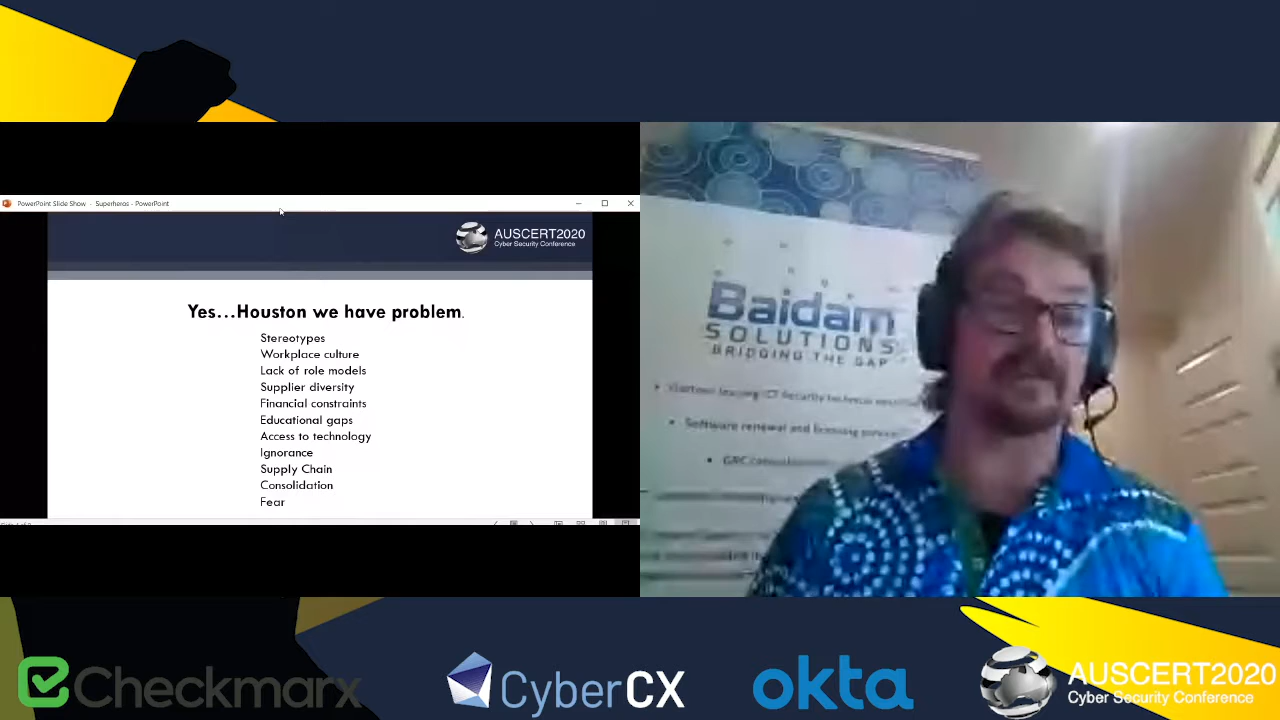 PowerPoint Slide Show - Superheros - PowerPoint
AUSCERT2020
Cyber Security Conference
Yes...Houston we have problem.
Stereotypes
Workplace culture
Lack of role models
Supplier diversity
Financial constraints
Educational gaps
Access to technology
Ignorance
Supply Chain
Consolidation
Fear
Baidam
SOLUTIONS
BRIDGING THE GAP
Software renewal and licensing
GRC
Checkmarx
CyberCX
okta
AUSCERT2020
Cyber Security Conference